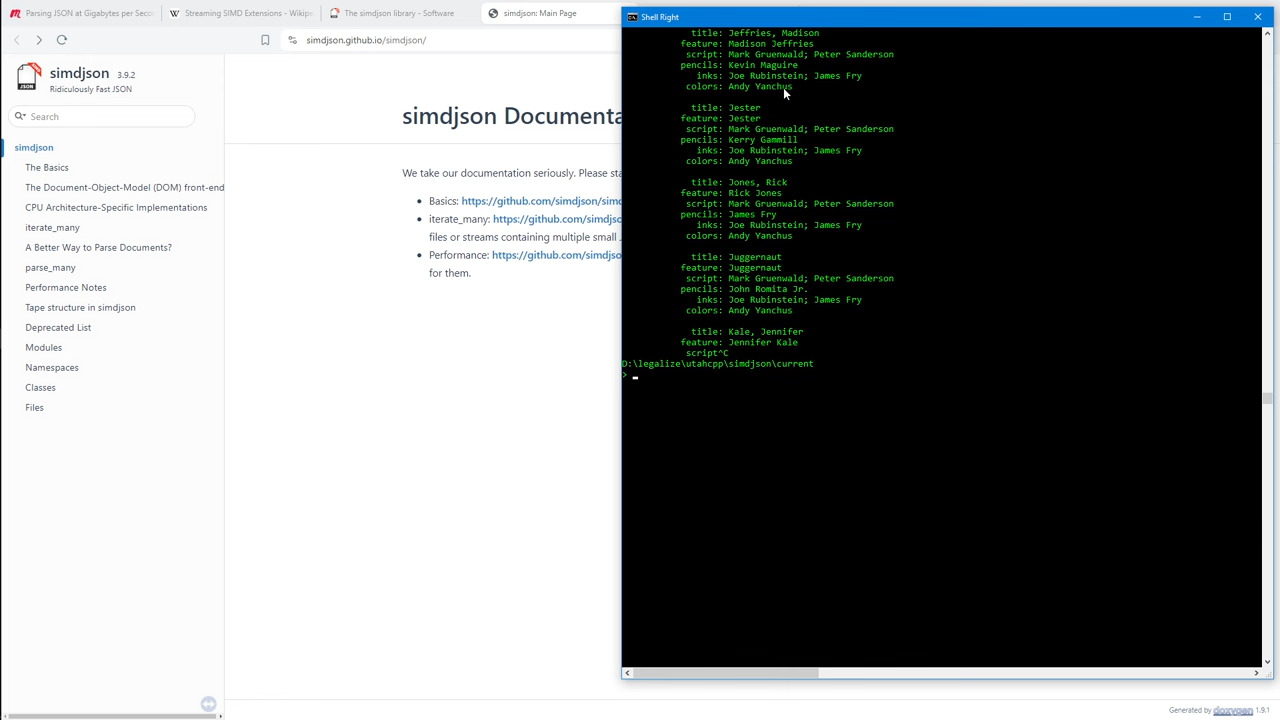 Parsing JSON at Gigabytes per Seco
Streaming SIMD Extensions - Wikip
The simdjson library - Software
simdjson: Main Page
simdjson.github.io/simdjson/
simdjson 3.9.2
Ridiculously Fast JSON
Search
simdjson
The Basics
The Document-Object-Model (DOM) front-end
CPU Architecture-Specific Implementations
iterate_many
A Better Way to Parse Documents?
parse_many
Performance Notes
Tape structure in simdjson
Deprecated List
Modules
Namespaces
Classes
Files
simdjson Documenta
We take our documentation seriously. Please sta
Basics: https://github.com/simdjson/simd
iterate_many: https://github.com/simdjso
files or streams containing multiple small
Performance: https://github.com/simdjso
for them.
Generated by doxygen 1.9.1
Shell Right
title: Jeffries, Madison
feature: Madison Jeffries
script: Mark Gruenwald; Peter Sanderson
pencils: Kevin Maguire
inks: Joe Rubinstein; James Fry
colors: Andy Yanchus
title: Jester
feature: Jester
script: Mark Gruenwald; Peter Sanderson
pencils: Kerry Gammill
inks: Joe Rubinstein; James Fry
colors: Andy Yanchus
title: Jones, Rick
feature: Rick Jones
script: Mark Gruenwald; Peter Sanderson
pencils: James Fry
inks: Joe Rubinstein; James Fry
colors: Andy Yanchus
title: Juggernaut
feature: Juggernaut
script: Mark Gruenwald; Peter Sanderson
pencils: John Romita Jr.
inks: Joe Rubinstein; James Fry
colors: Andy Yanchus
title: Kale, Jennifer
feature: Jennifer Kale
script^C
D:\legalize\utahcpp\simdjson\current
>